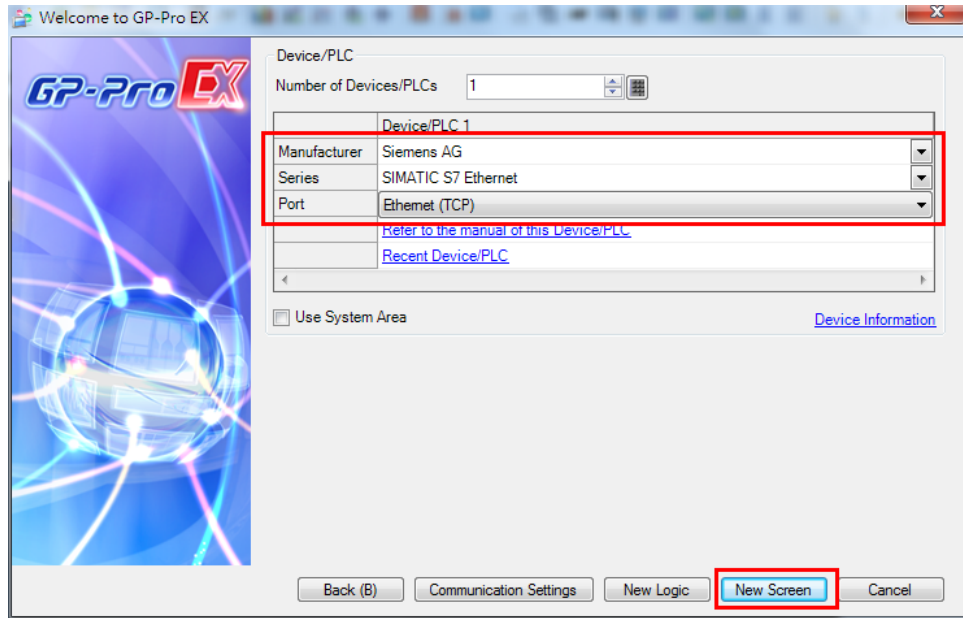 Welcome to GP-Pro EX
GP-Pro EX
Device/PLC
Number of Devices/PLCs 1
Device/PLC 1
Manufacturer Siemens AG
Series SIMATIC S7 Ethernet
Port Ethernet (TCP)
Refer to the manual of this Device/PLC
Recent Device/PLC
Use System Area
Device Information
Back (B) Communication Settings New Logic New Screen Cancel